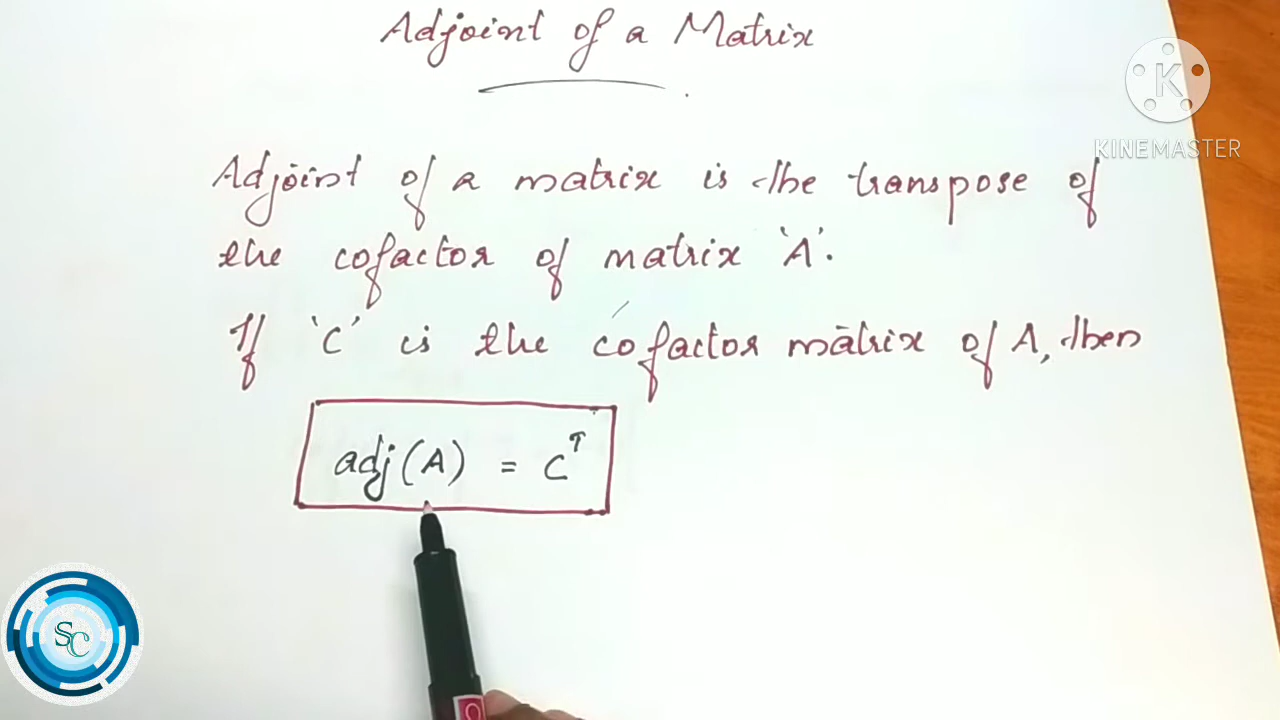 Adjoint of a Matrix
K
KINEMASTER
Adjoint of a matrix is the transpose of
the cofactor of matrix 'A'.
If 'C' is the cofactor matrix of A, then
adj(A) = C^T
SC